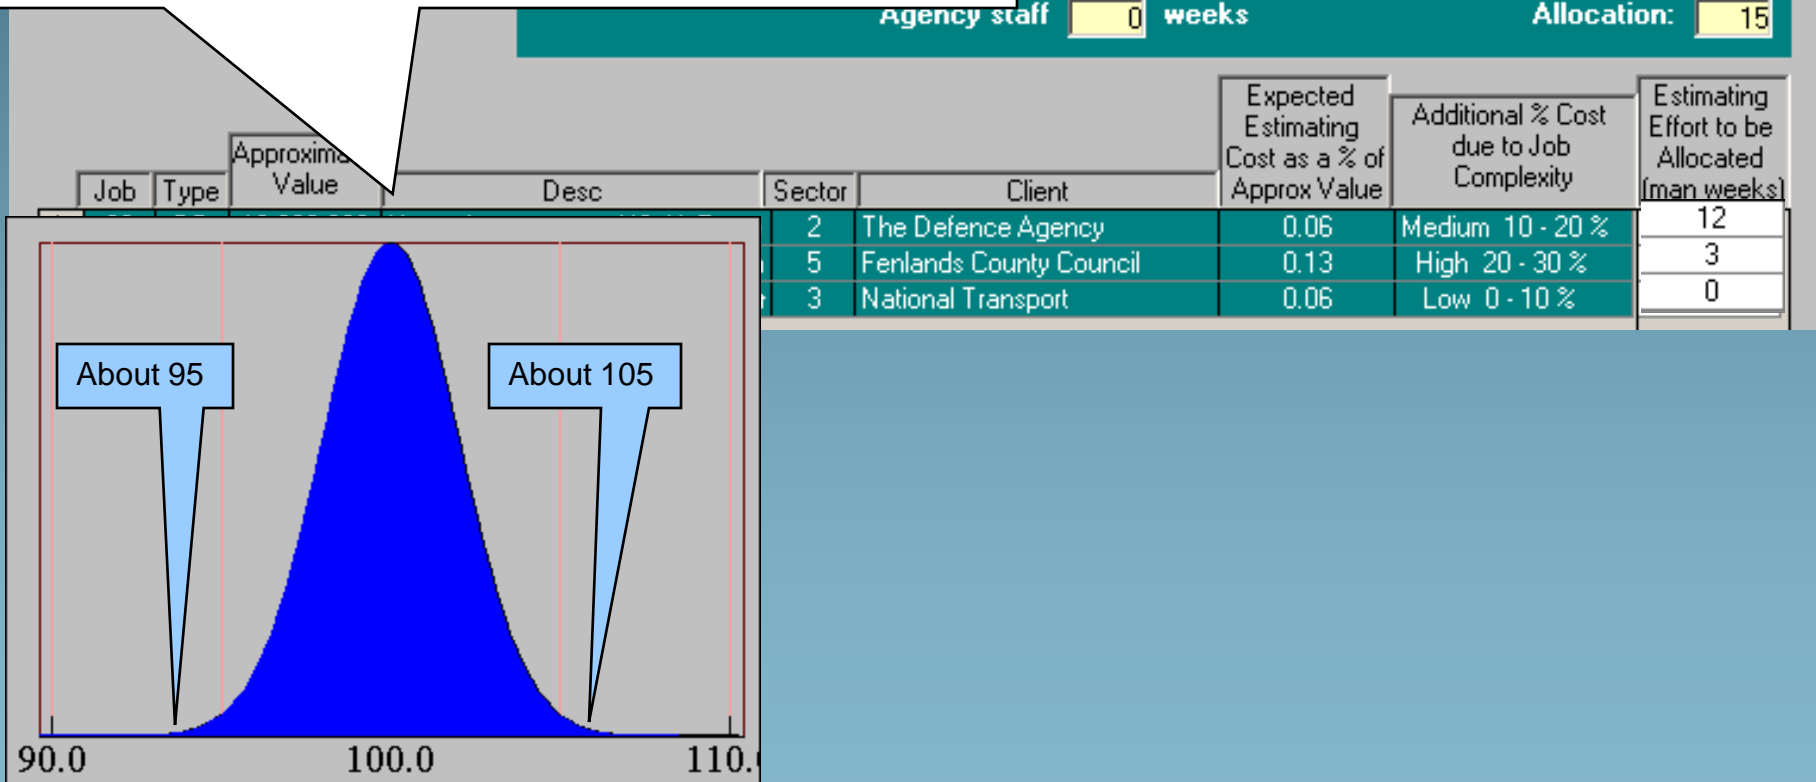 Agency staff 0 weeks Allocation: 15
Expected
Estimating
Cost as a % of
Approx Value
Additional % Cost
due to Job
Complexity
Estimating
Effort to be
Allocated
(man weeks)
Job Type Value Desc Sector Client
2 The Defence Agency 0.06 Medium 10 - 20 % 12
5 Fenlands County Council 0.13 High 20 - 30 % 3
3 National Transport 0.06 Low 0 - 10 % 0
About 95 About 105
90.0 100.0 110.